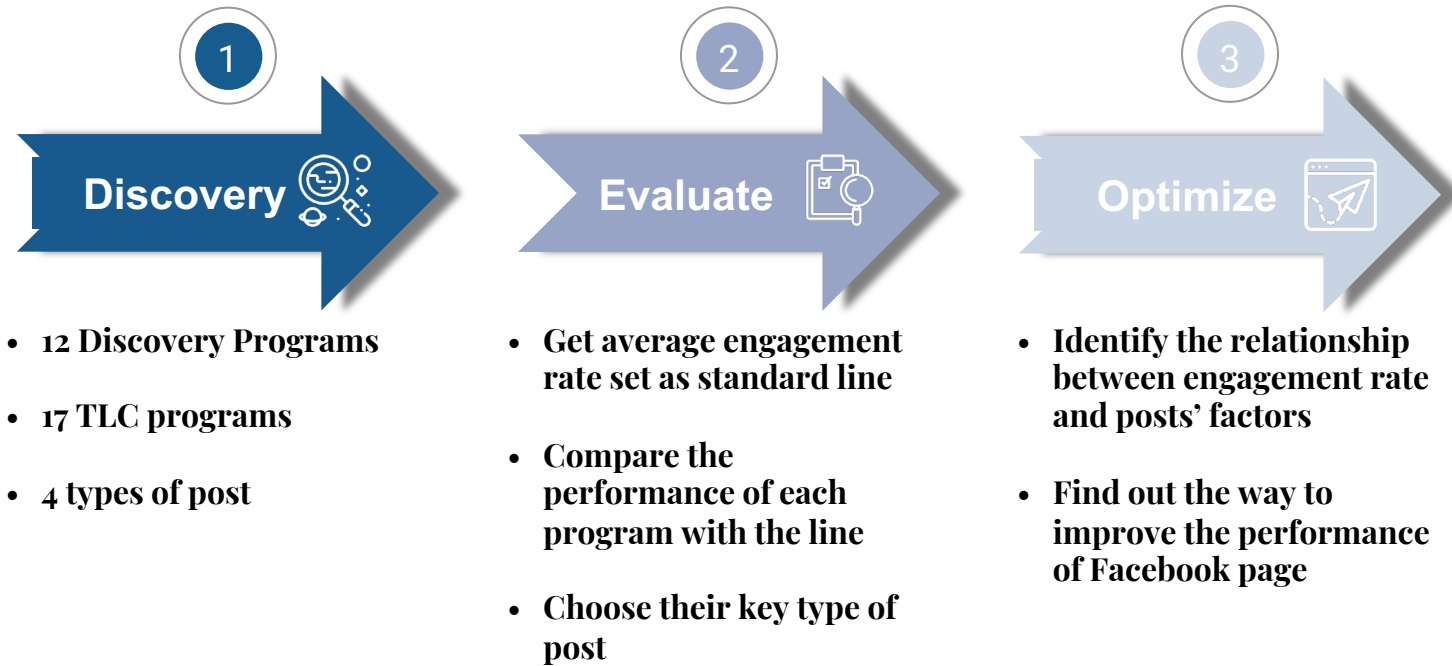 1
Discovery
• 12 Discovery Programs
• 17 TLC programs
• 4 types of post
2
Evaluate
• Get average engagement
rate set as standard line
• Compare the
performance of each
program with the line
• Choose their key type of
post
3
Optimize
• Identify the relationship
between engagement rate
and posts’ factors
• Find out the way to
improve the performance
of Facebook page